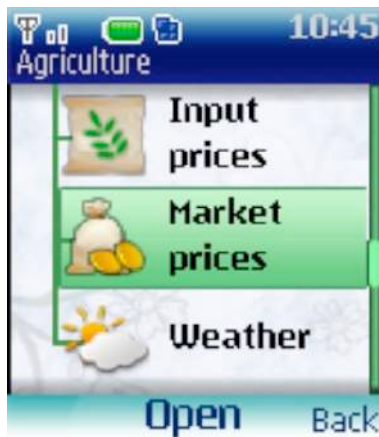 10:45
Agriculture
Input
prices
Market
prices
Weather
Open
Back